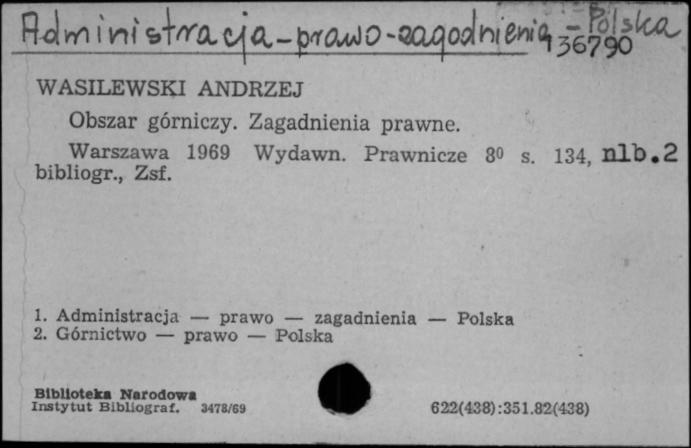 Administracja - prawo - zagadnienia - Polska
136790
WASILEWSKI ANDRZEJ
Obszar górniczy. Zagadnienia prawne.
Warszawa 1969 Wydawn. Prawnicze 8⁰ s. 134, nlb.2
bibliogr., Zsf.
1. Administracja — prawo — zagadnienia — Polska
2. Górnictwo — prawo — Polska
Biblioteka Narodowa
Instytut Bibliograf. 3478/69
622(438):351.82(438)